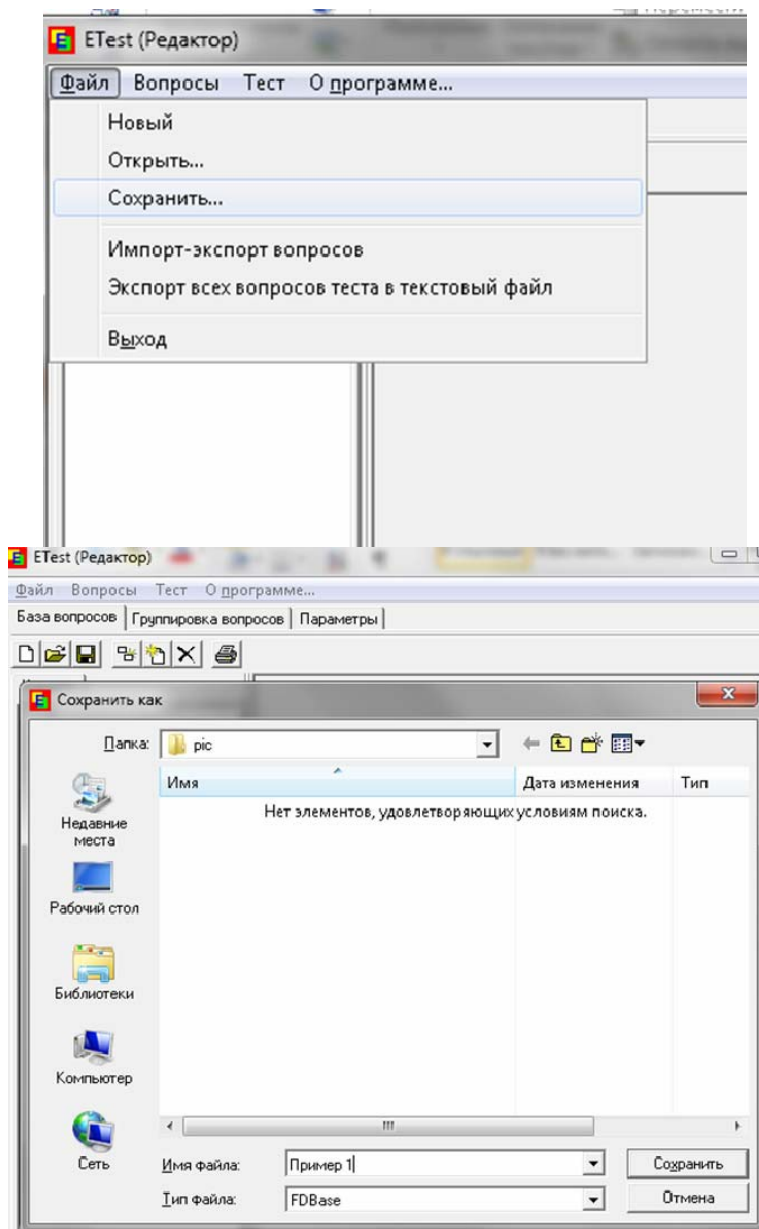 ETest (Редактор)
Файл Вопросы Тест О программе...
Новый
Открыть...
Сохранить...
Импорт-экспорт вопросов
Экспорт всех вопросов теста в текстовый файл
Выход
ETest (Редактор)
Файл Вопросы Тест О программе...
База вопросов Группировка вопросов Параметры
Сохранить как
Папка: pic
Имя Дата изменения Тип
Нет элементов, удовлетворяющих условиям поиска.
Недавние места
Рабочий стол
Библиотеки
Компьютер
Сеть
Имя файла: Пример 1 Сохранить
Тип файла: FDBase Отмена